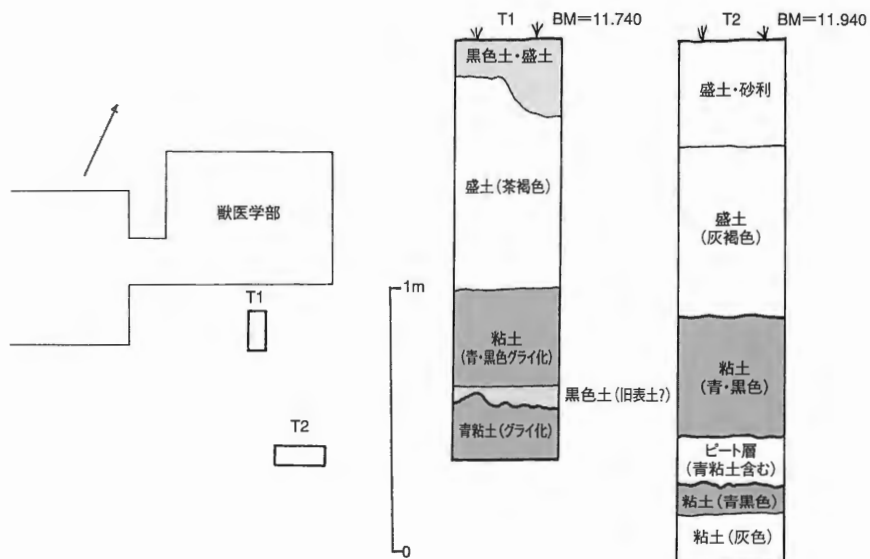 獣医学部
T1
T2
1m
0
T1 BM=11.740
黒色土・盛土
盛土(茶褐色)
粘土
(青・黒色グライ化)
黒色土(旧表土?)
青粘土(グライ化)
T2 BM=11.940
盛土・砂利
盛土
(灰褐色)
粘土
(青・黒色)
ピート層
(青粘土含む)
粘土(青黒色)
粘土(灰色)